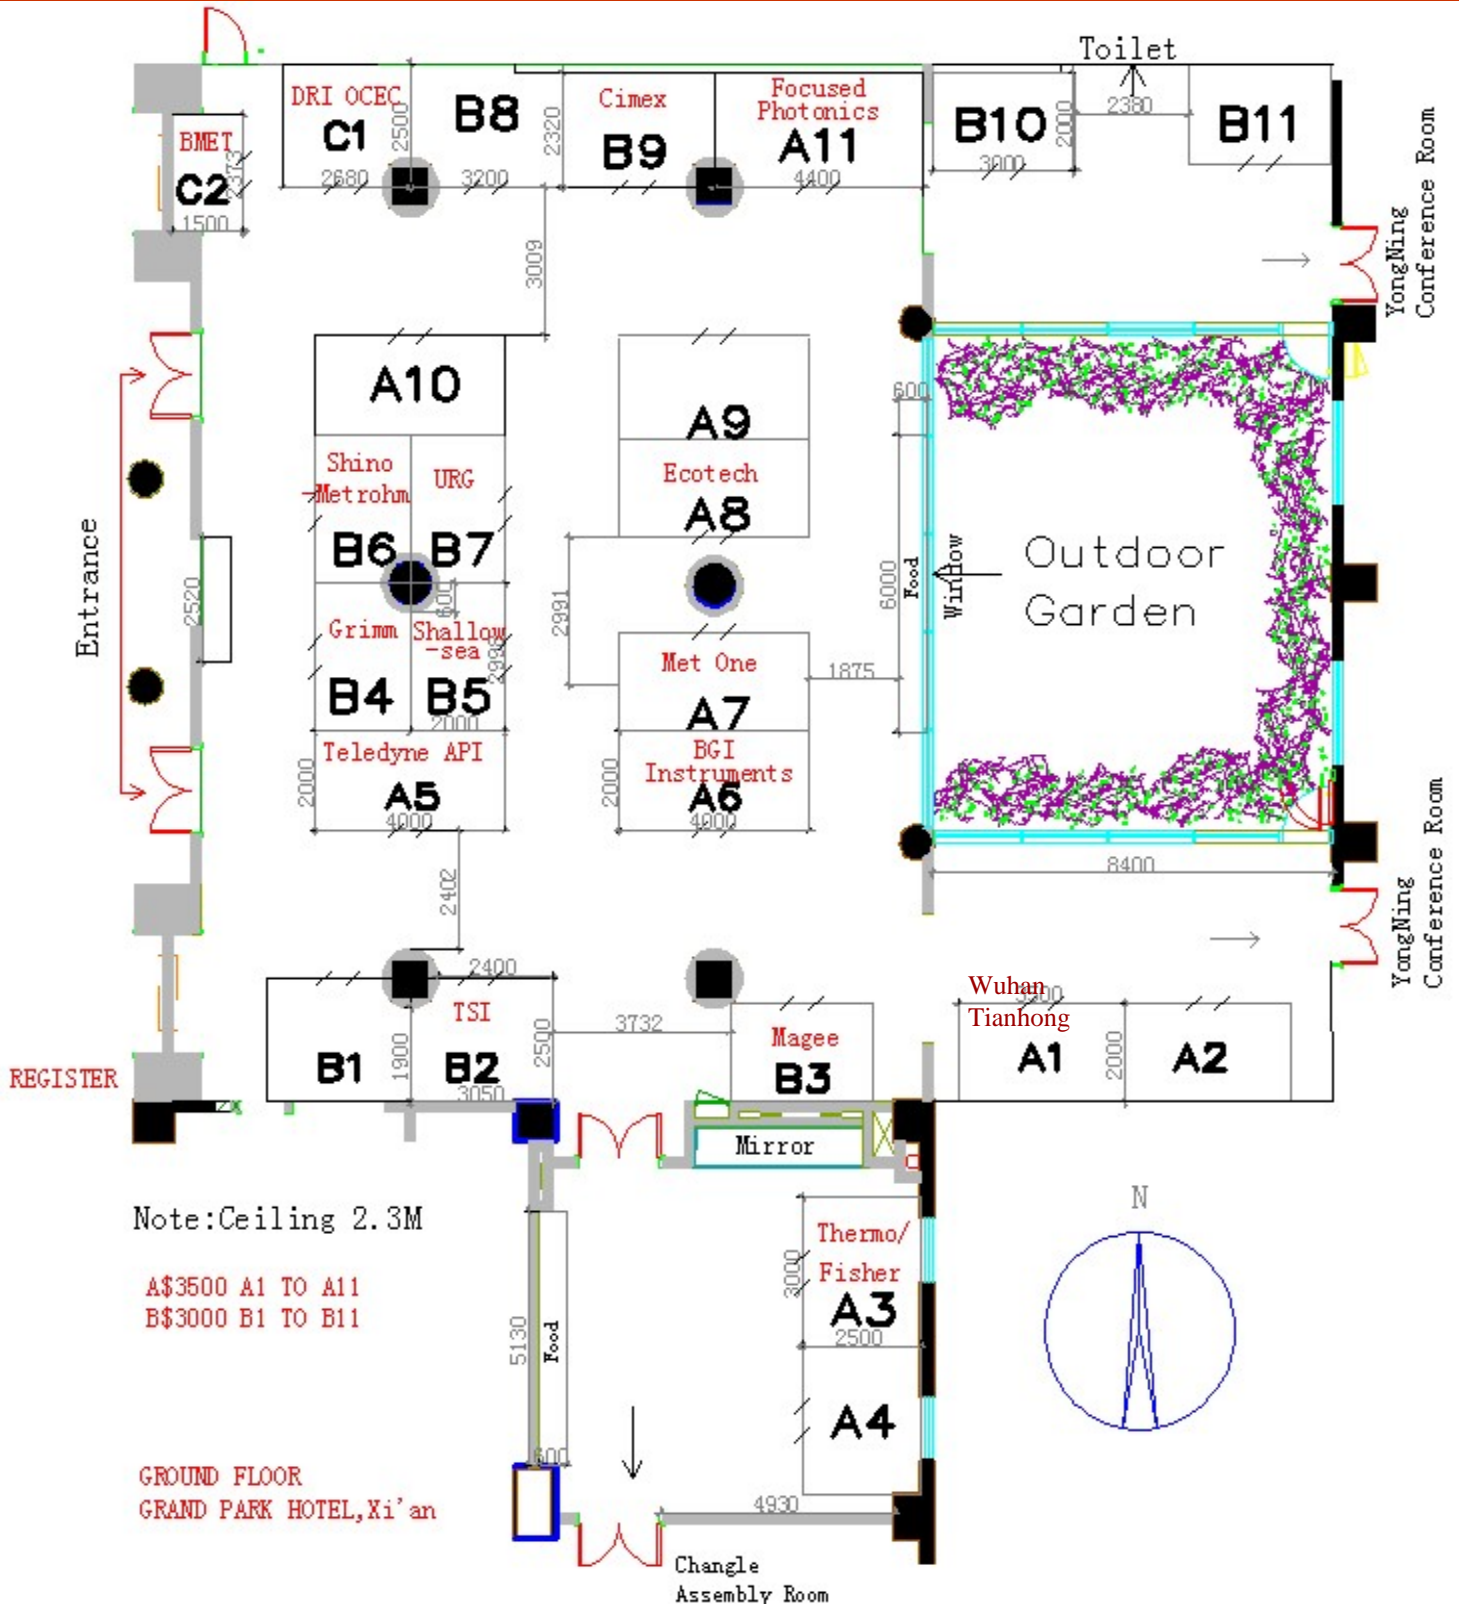 Toilet
DRI OCEC
C1
2500
2680
B8
3200
2320
Cimex
B9
Focused
Photonics
A11
4400
B10
2000
3000
2380
B11
BMET
C2
2373
1500
YongNing
Conference Room
3009
A10
A9
Shino
-Metrohm
B6
URG
B7
Ecotech
A8
Entrance
2520
600
600
2991
6000
Food
Window
Outdoor
Garden
Grimm
B4
Shallow
-sea
B5
2000
Met One
A7
1875
Teledyne API
A5
2000
4000
BGI
Instruments
A6
2000
4000
8400
2402
YongNing
Conference Room
2400
B1
1900
TSI
B2
3050
2500
3732
Magee
B3
Wuhan
Tianhong
A1
2000
A2
REGISTER
Mirror
Note:Ceiling 2.3M
A$3500 A1 TO A11
B$3000 B1 TO B11
N
Thermo/
Fisher
A3
3000
2500
5130
Food
600
A4
4930
GROUND FLOOR
GRAND PARK HOTEL,Xi'an
Changle
Assembly Room